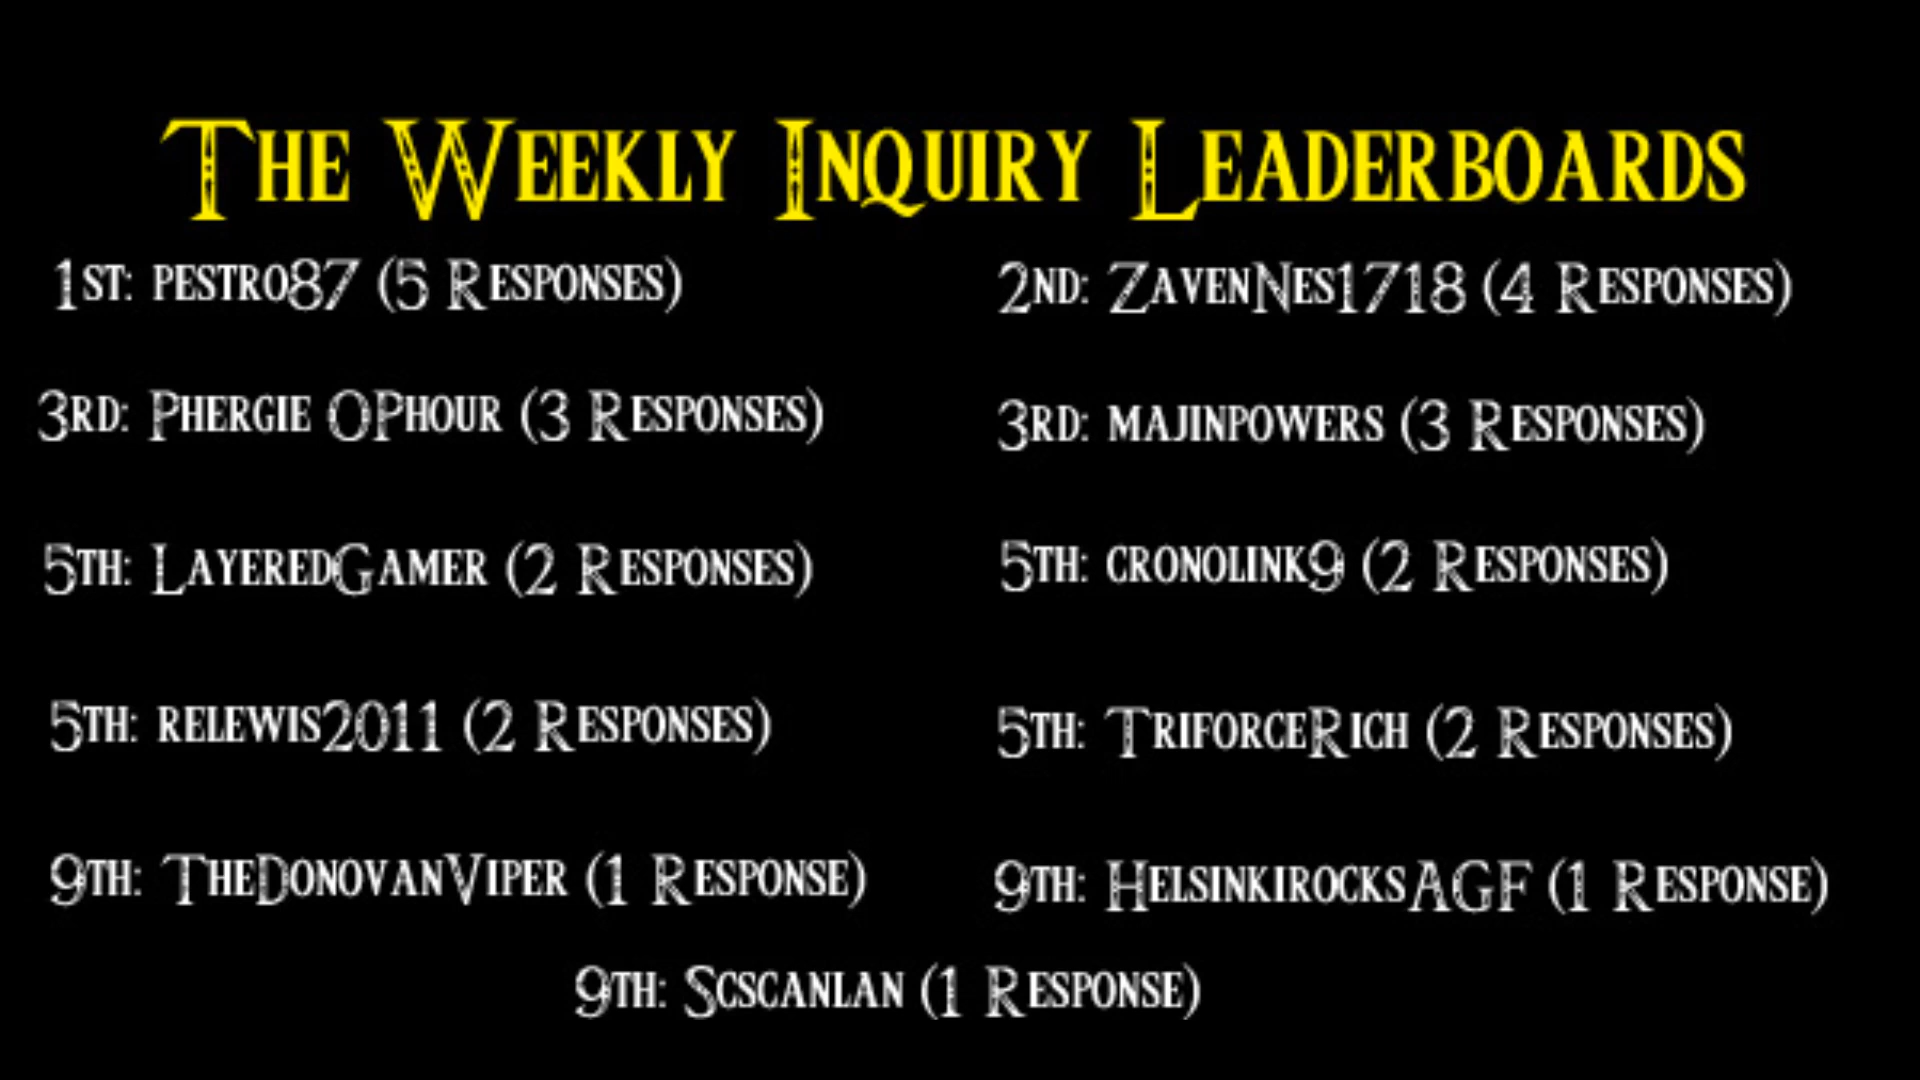 The Weekly Inquiry Leaderboards
1st: pestro87 (5 Responses)
2nd: ZavenNes1718 (4 Responses)
3rd: Phergie OPhour (3 Responses)
3rd: majinpowers (3 Responses)
5th: LayeredGamer (2 Responses)
5th: cronolink9 (2 Responses)
5th: relewis2011 (2 Responses)
5th: TriforceRich (2 Responses)
9th: TheDonovanViper (1 Response)
9th: HelsinkirocksAGF (1 Response)
9th: Scscanlan (1 Response)